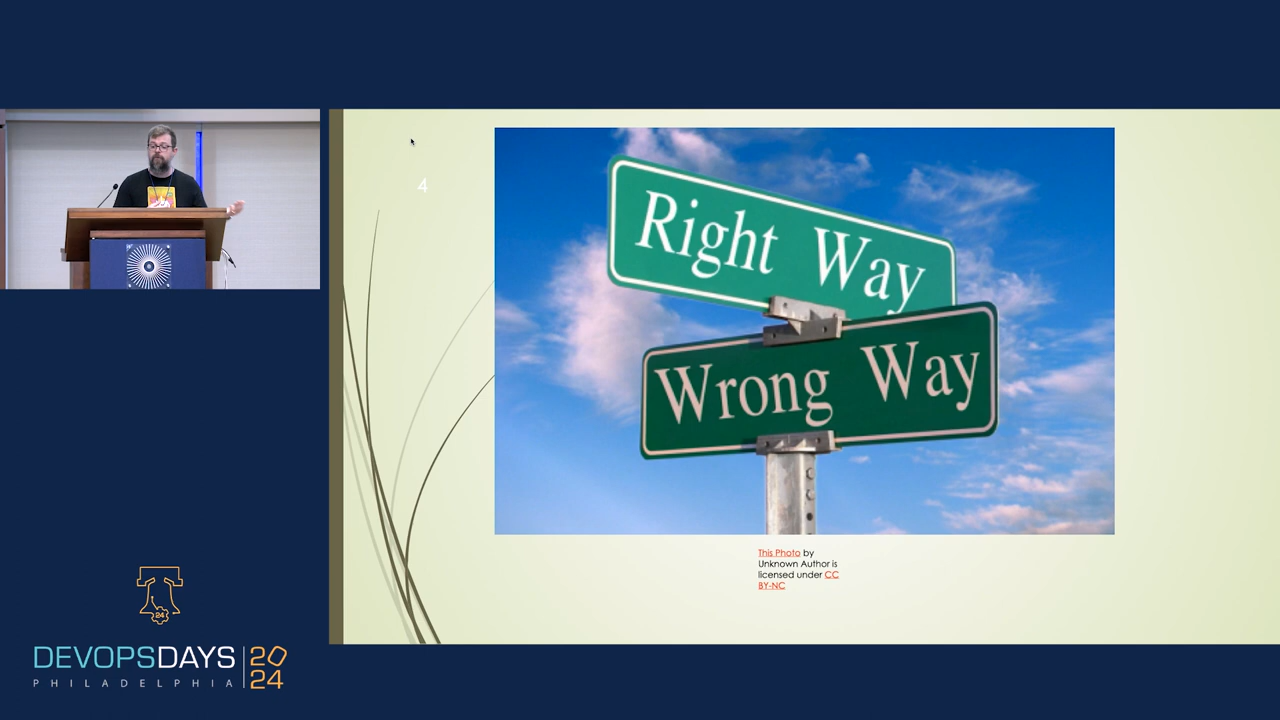 4
Right Way
Wrong Way
This Photo by
Unknown Author is
licensed under CC
BY-NC
24
DEVOPSDAYS
PHILADELPHIA
20
24